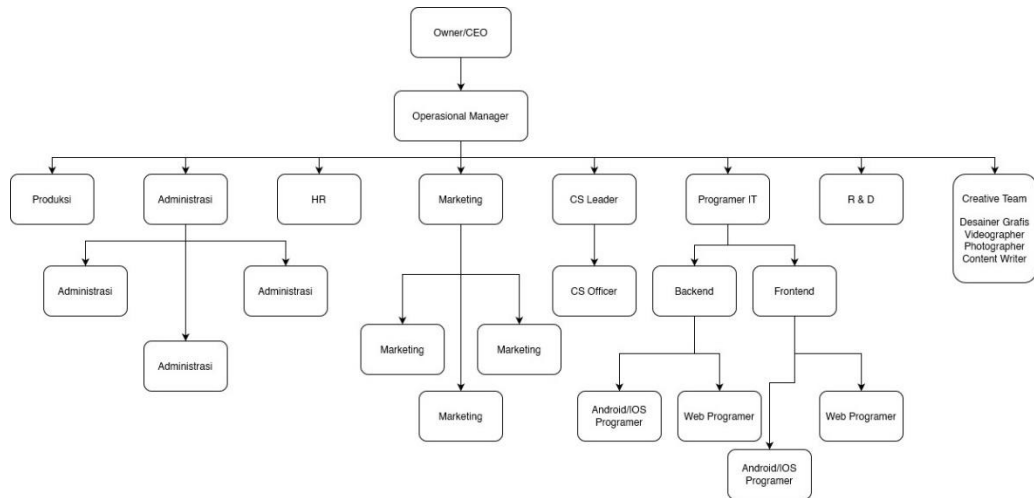 Owner/CEO
Operasional Manager
Produksi
Administrasi
HR
Marketing
CS Leader
Programer IT
R & D
Creative Team
Desainer Grafis
Videographer
Photographer
Content Writer
Administrasi
Administrasi
CS Officer
Backend
Frontend
Marketing
Marketing
Administrasi
Marketing
Android/IOS
Programer
Web Programer
Web Programer
Android/IOS
Programer